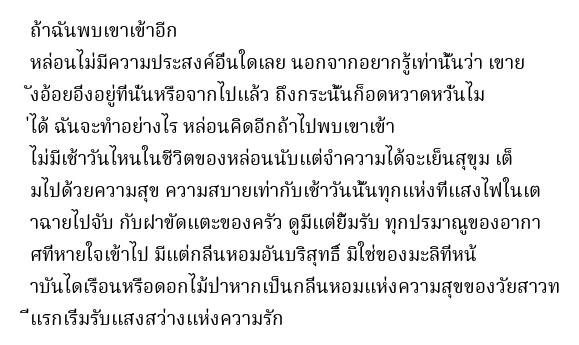 ถ้าฉันพบเขาเข้าอีก
หล่อนไม่มีความประสงค์อื่นใดเลย นอกจากอยากรู้เท่านั้นว่า เขาย
ังอ้อยอิ่งอยู่ที่นั่นหรือจากไปแล้ว ถึงกระนั้นก็อดหวาดหวั่นไม
่ได้ ฉันจะทำอย่างไร หล่อนคิดอีกถ้าไปพบเขาเข้า
ไม่มีเช้าวันไหนในชีวิตของหล่อนนับแต่จำความได้จะเย็นสุขุม เต็
มไปด้วยความสุข ความสบายเท่ากับเช้าวันนั้นทุกแห่งที่แสงไฟในเต
าฉายไปจับ กับฝาขัดแตะของครัว ดูมีแต่ยิ้มรับ ทุกปรมาณูของอากา
ศที่หายใจเข้าไป มีแต่กลิ่นหอมอันบริสุทธิ์ มิใช่ของมะลิที่หน้
าบันไดเรือนหรือดอกไม้ป่าหากเป็นกลิ่นหอมแห่งความสุขของวัยสาวท
ี่แรกเริ่มรับแสงสว่างแห่งความรัก